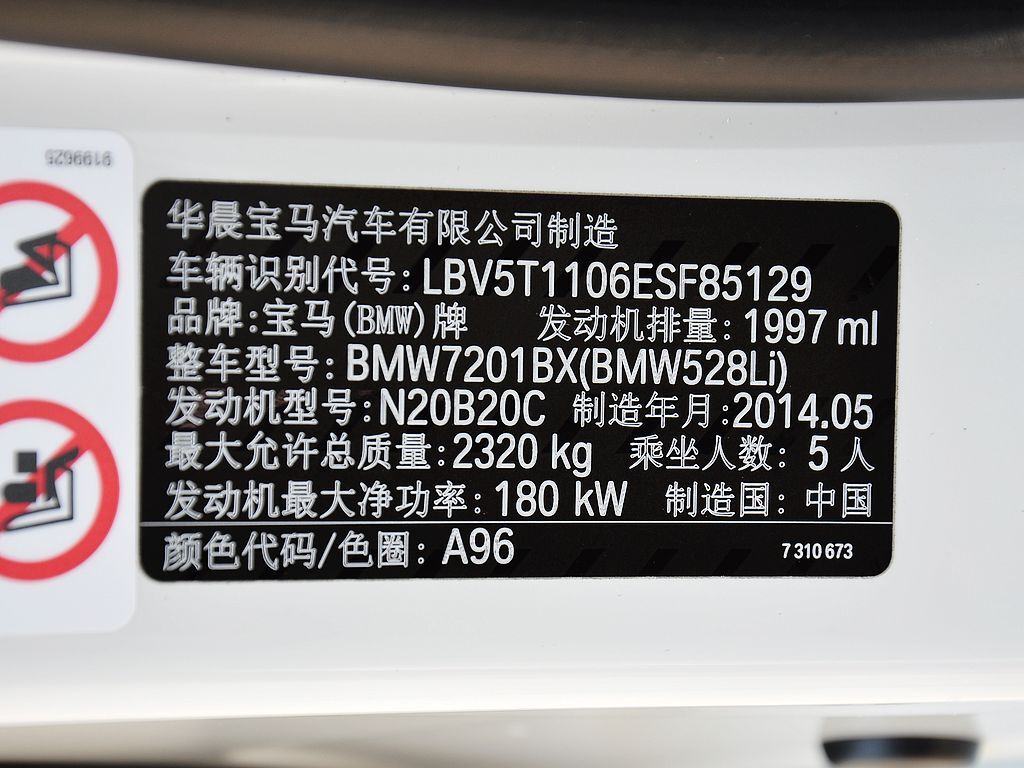 9199625
华晨宝马汽车有限公司制造
车辆识别代号:LBV5T1106ESF85129
品牌:宝马(BMW)牌 发动机排量:1997 ml
整车型号:BMW7201BX(BMW528Li)
发动机型号:N20B20C 制造年月:2014.05
最大允许总质量:2320 kg 乘坐人数:5人
发动机最大净功率:180 kW 制造国:中国
颜色代码/色圈:A96
7 310 673